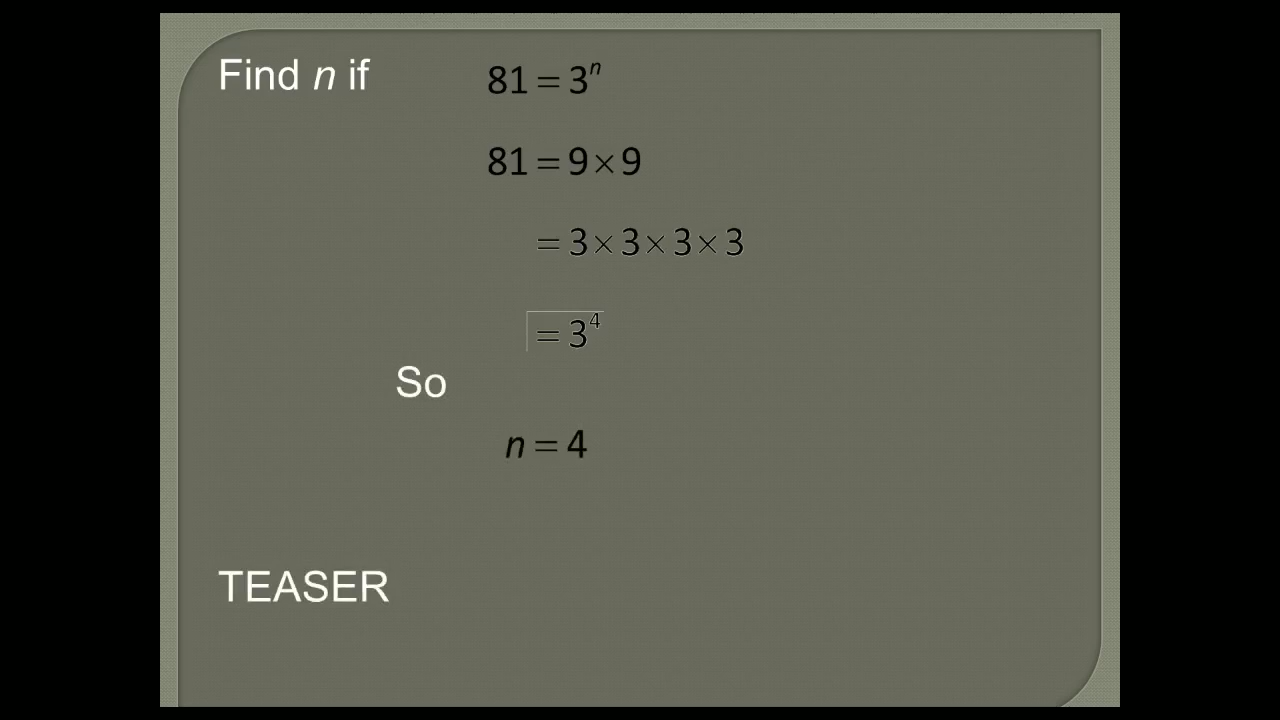 Find n if 81 = 3ⁿ
81 = 9 × 9
= 3 × 3 × 3 × 3
= 3⁴
So
n = 4
TEASER